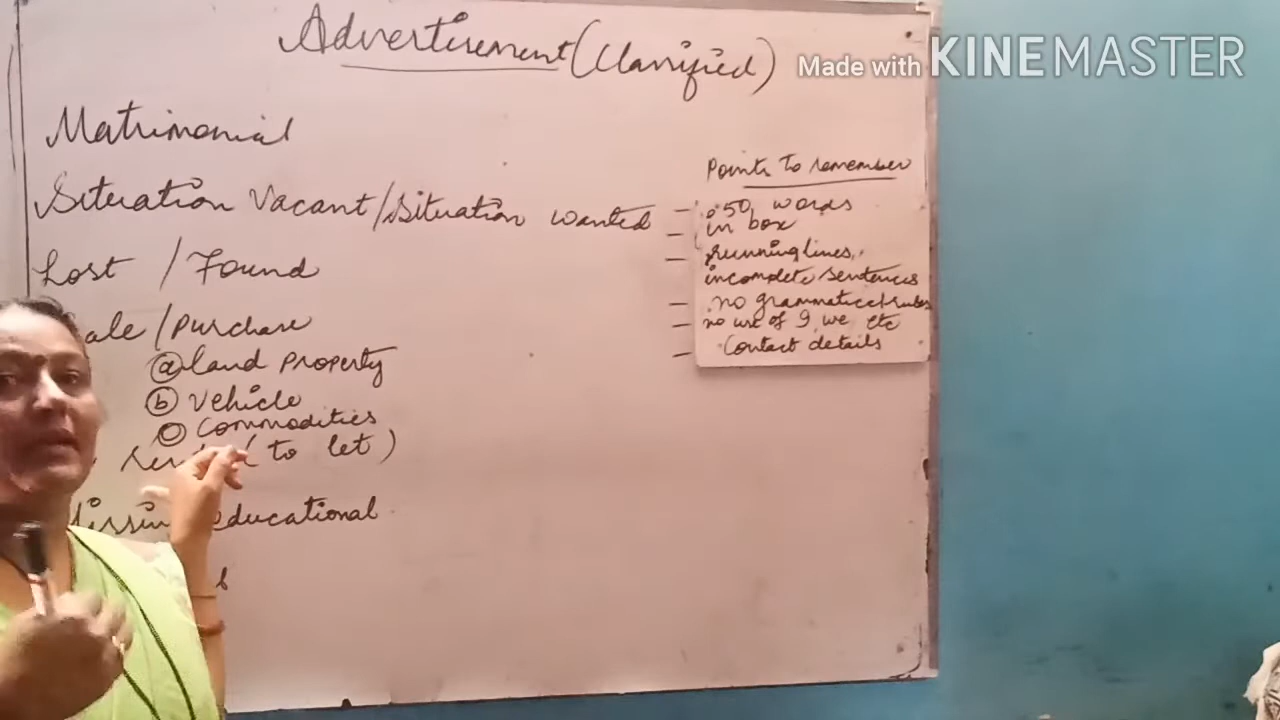 Advertisement (Classified)
Made with KINEMASTER
Matrimonial
Situation Vacant/Situation wanted
Lost / Found
ale / Purchase
(a) land property
(b) Vehicle
(c) Commodities
(to let)
educational
Points to remember
- 50 words
- in box
- running lines,
incomplete sentences
- no grammatical rules
- no use of I, we etc
- Contact details